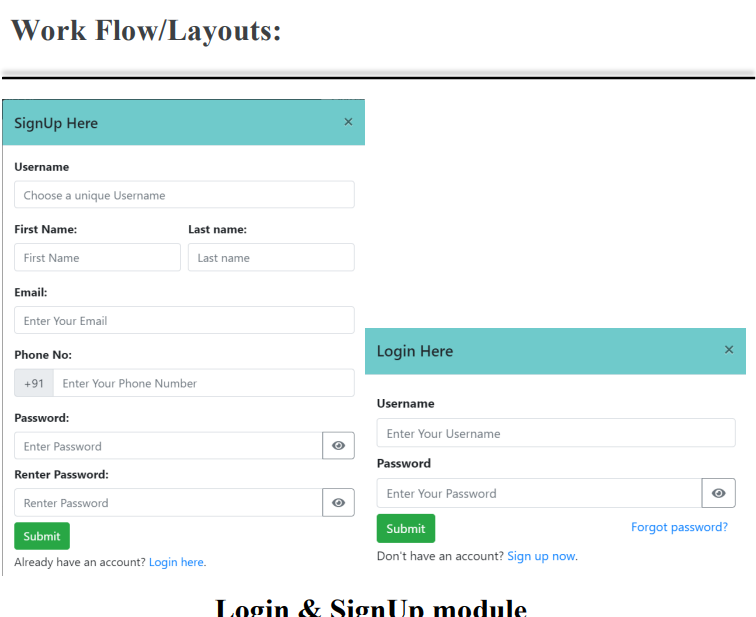 Work Flow/Layouts:
SignUp Here ×
Username
Choose a unique Username
First Name: Last name:
First Name Last name
Email:
Enter Your Email
Phone No:
+91 Enter Your Phone Number
Password:
Enter Password
Renter Password:
Renter Password
Submit
Already have an account? Login here.
Login Here ×
Username
Enter Your Username
Password
Enter Your Password
Submit Forgot password?
Don't have an account? Sign up now.
Login & SignUp module